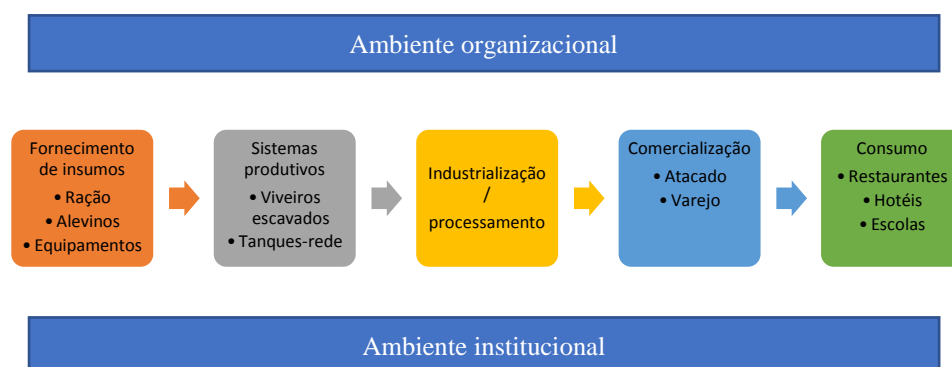 Ambiente organizacional
Fornecimento
de insumos
• Ração
• Alevinos
• Equipamentos
Sistemas
produtivos
• Viveiros
escavados
• Tanques-rede
Industrialização
/
processamento
Comercialização
• Atacado
• Varejo
Consumo
• Restaurantes
• Hotéis
• Escolas
Ambiente institucional